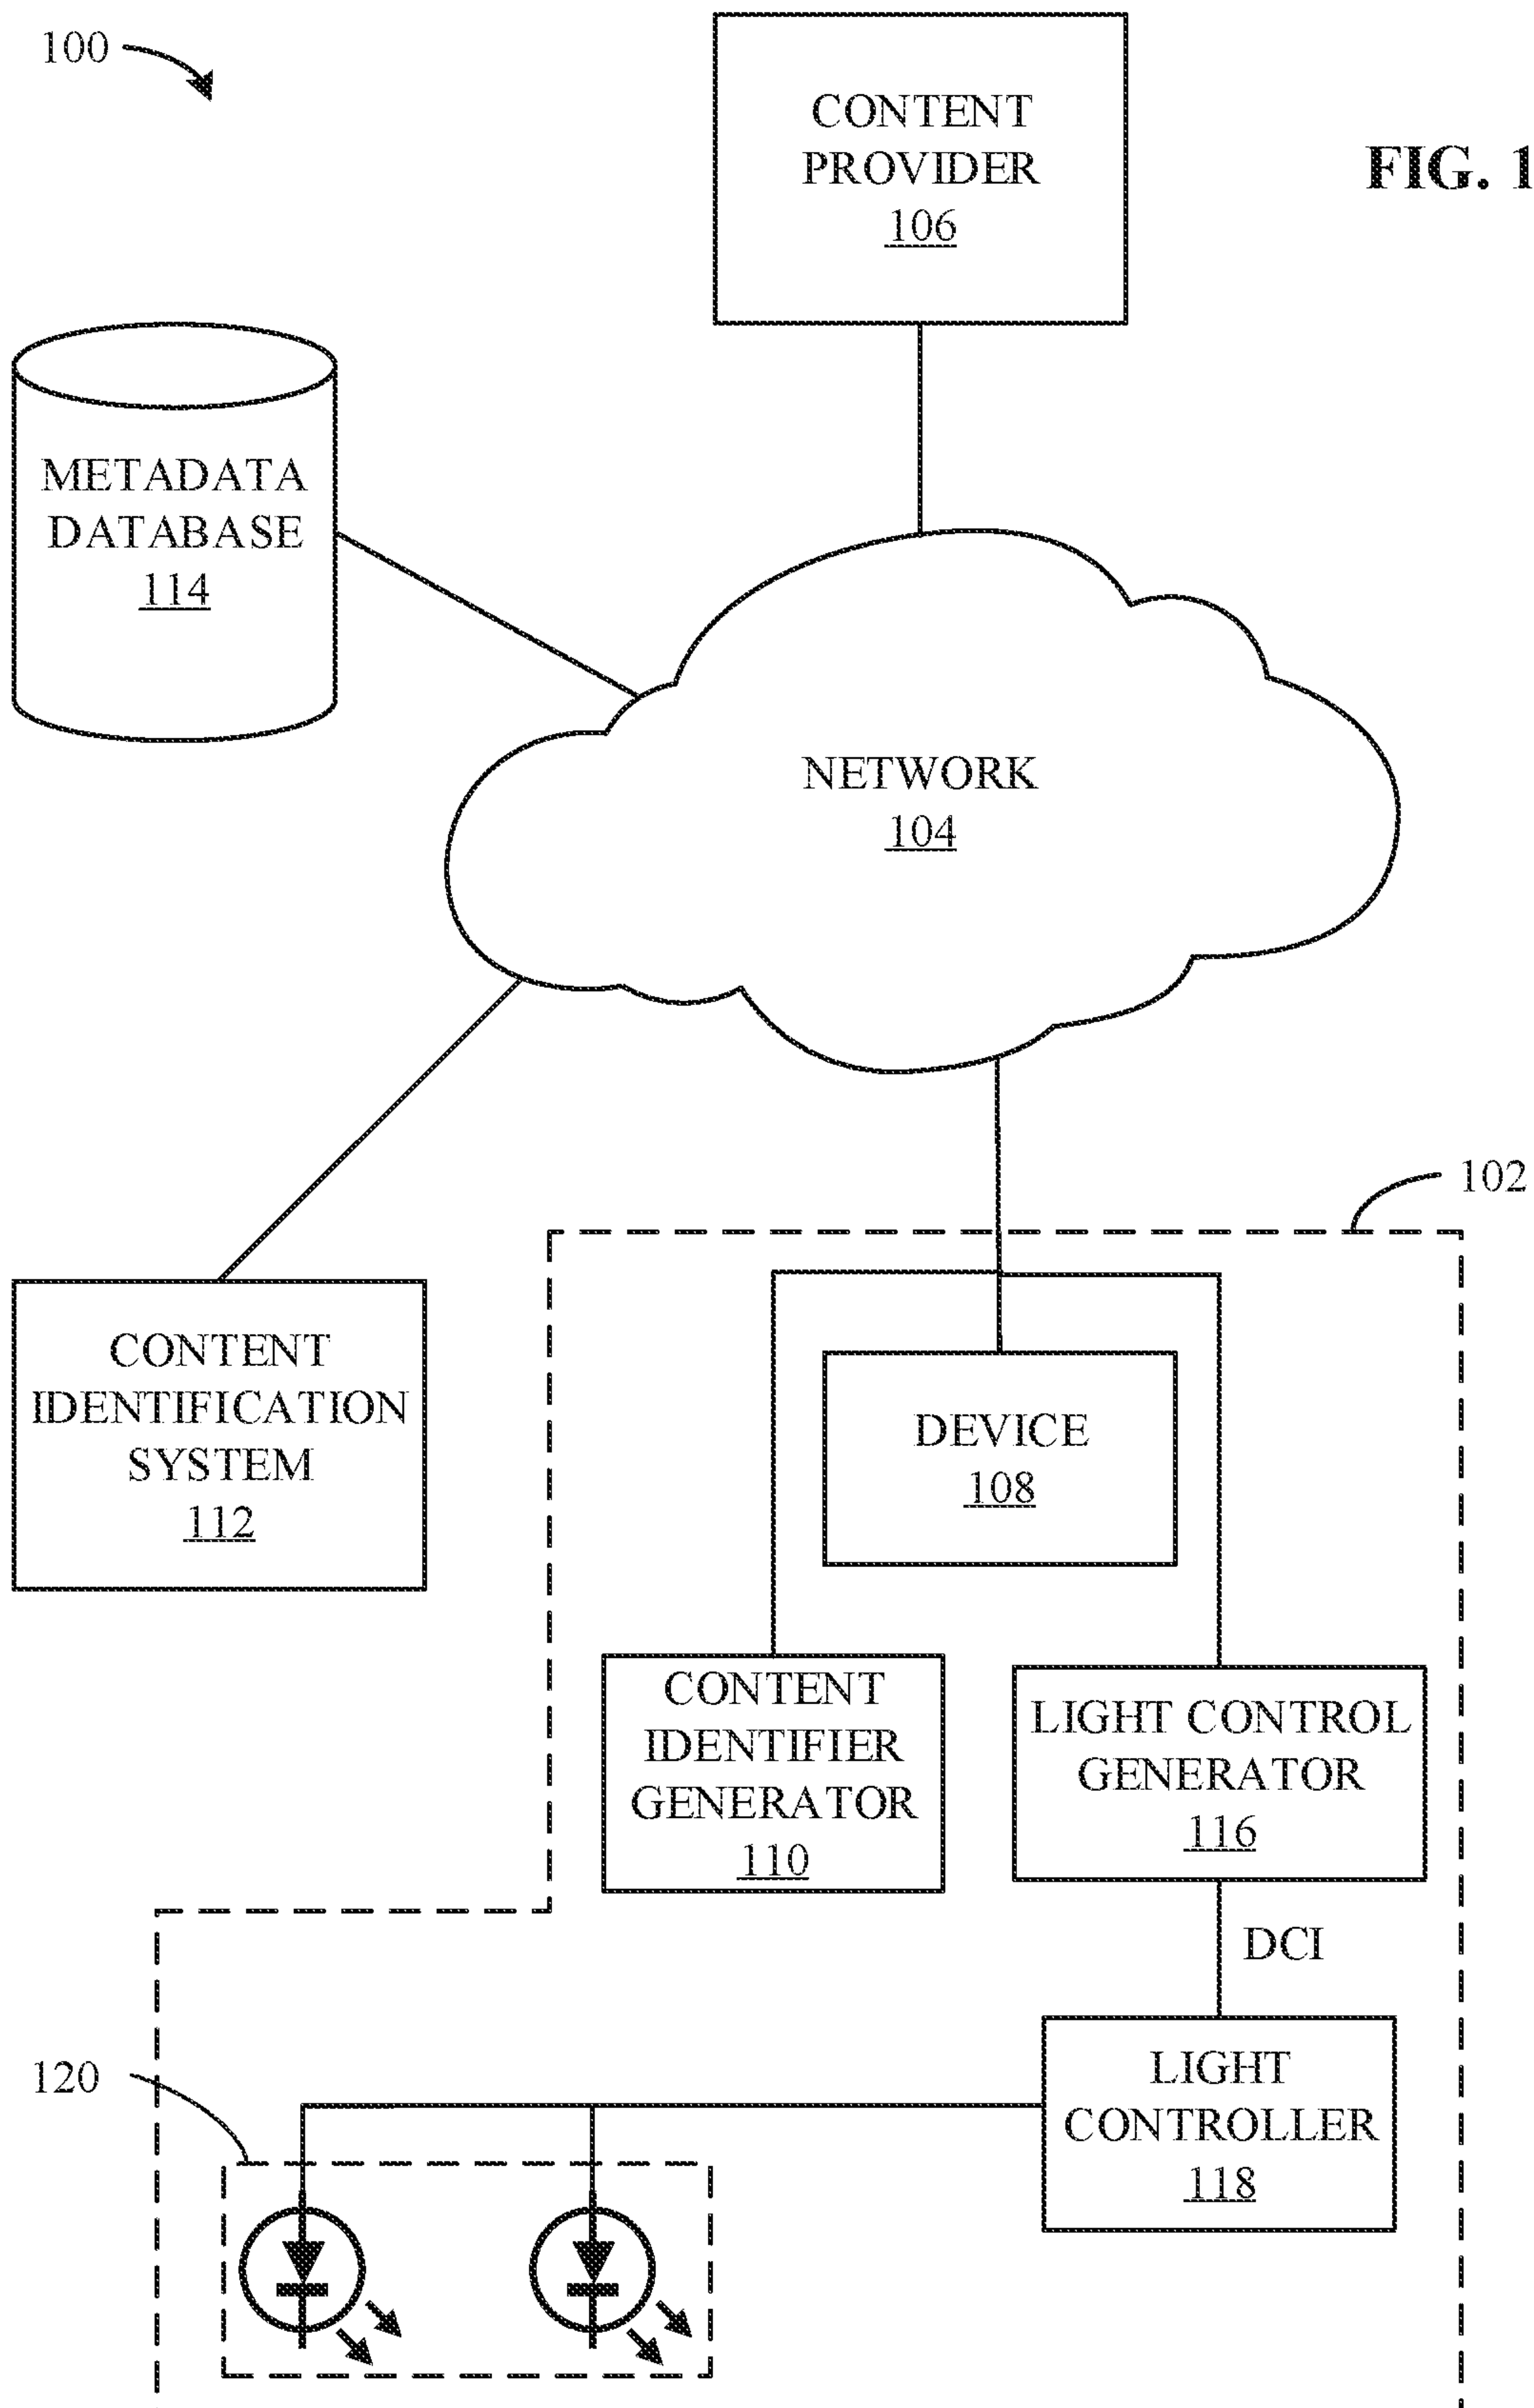 100
CONTENT
PROVIDER
106
FIG. 1
METADATA
DATABASE
114
NETWORK
104
102
CONTENT
IDENTIFICATION
SYSTEM
112
DEVICE
108
CONTENT
IDENTIFIER
GENERATOR
110
LIGHT CONTROL
GENERATOR
116
DCI
LIGHT
CONTROLLER
118
120